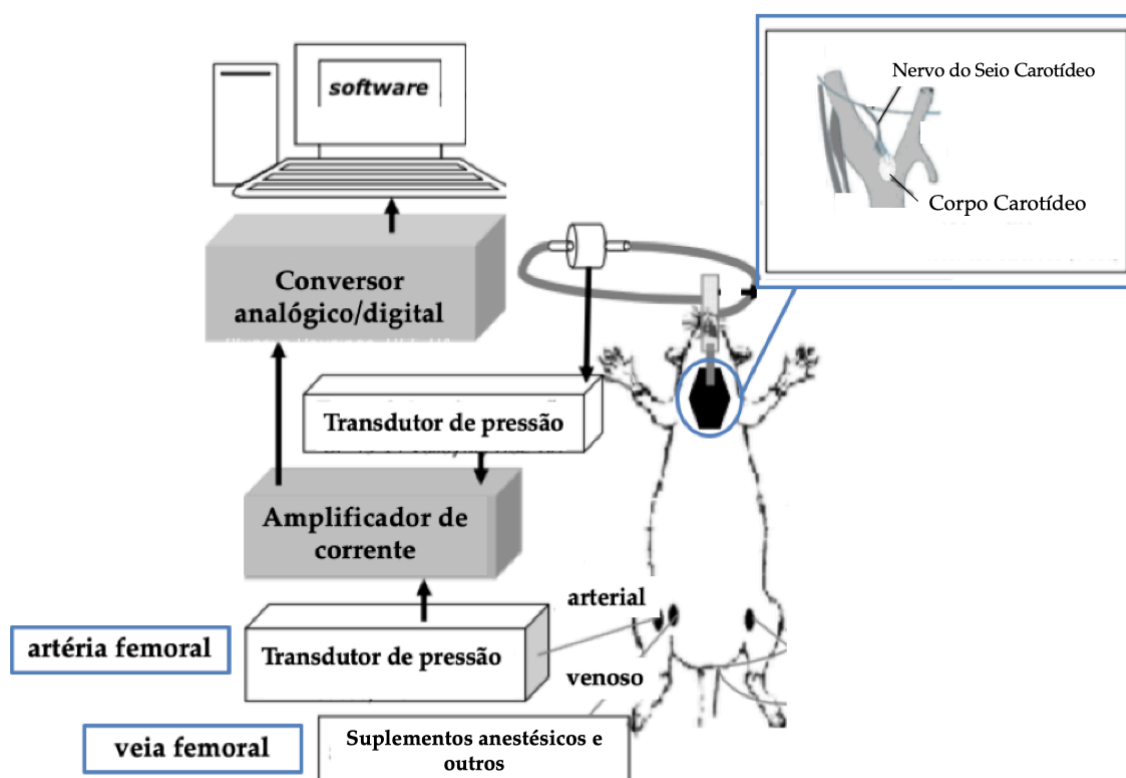 software
Nervo do Seio Carotídeo
Corpo Carotídeo
Conversor
analógico/digital
Transdutor de pressão
Amplificador de
corrente
arterial
artéria femoral
Transdutor de pressão
venoso
veia femoral
Suplementos anestésicos e
outros